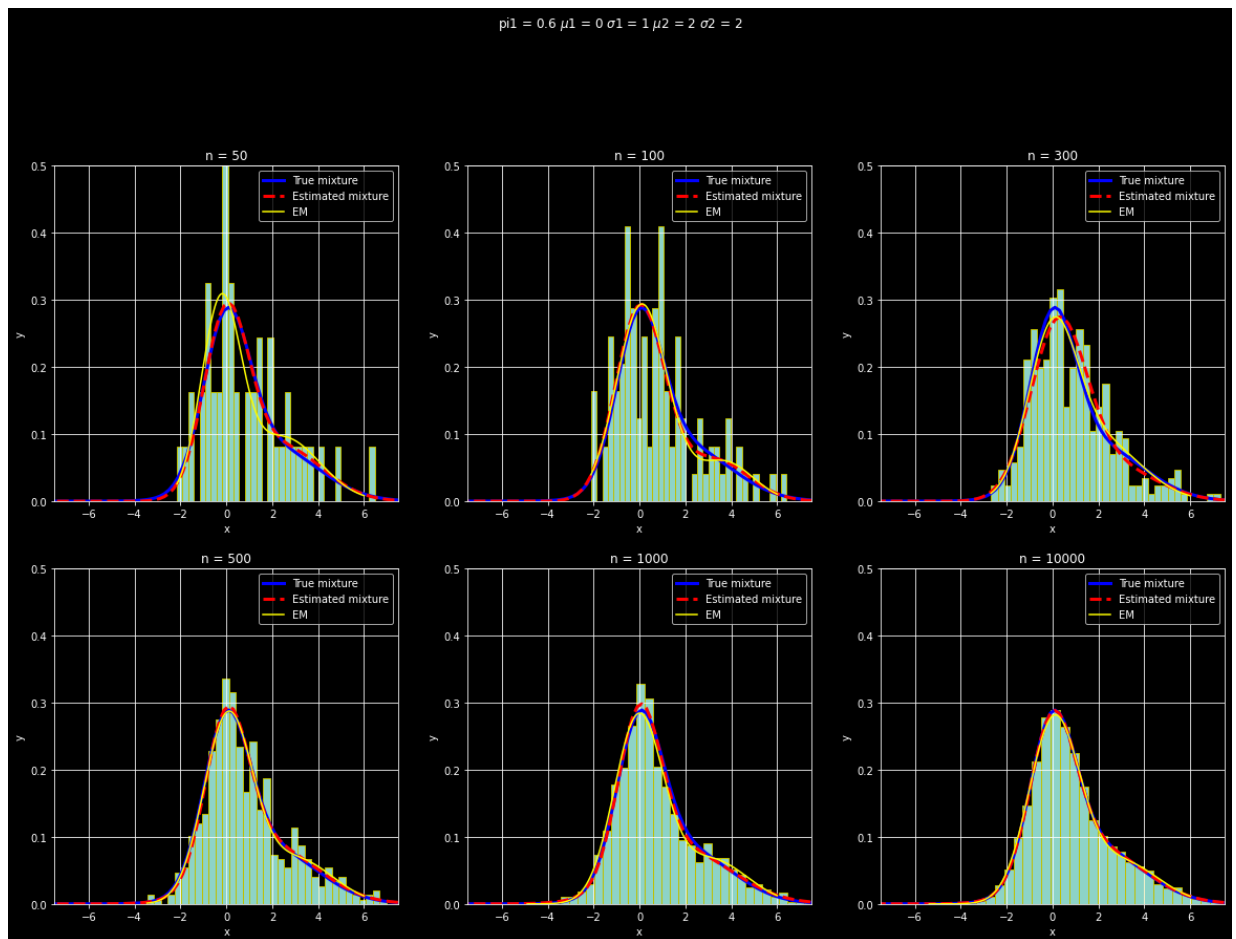 pi1 = 0.6 μ1 = 0 σ1 = 1 μ2 = 2 σ2 = 2
n = 50
0.5
0.4
0.3
0.2
0.1
0.0
y
True mixture
Estimated mixture
EM
−6 −4 −2 0 2 4 6
x
n = 100
0.5
0.4
0.3
0.2
0.1
0.0
y
True mixture
Estimated mixture
EM
−6 −4 −2 0 2 4 6
x
n = 300
0.5
0.4
0.3
0.2
0.1
0.0
y
True mixture
Estimated mixture
EM
−6 −4 −2 0 2 4 6
x
n = 500
0.5
0.4
0.3
0.2
0.1
0.0
y
True mixture
Estimated mixture
EM
−6 −4 −2 0 2 4 6
x
n = 1000
0.5
0.4
0.3
0.2
0.1
0.0
y
True mixture
Estimated mixture
EM
−6 −4 −2 0 2 4 6
x
n = 10000
0.5
0.4
0.3
0.2
0.1
0.0
y
True mixture
Estimated mixture
EM
−6 −4 −2 0 2 4 6
x